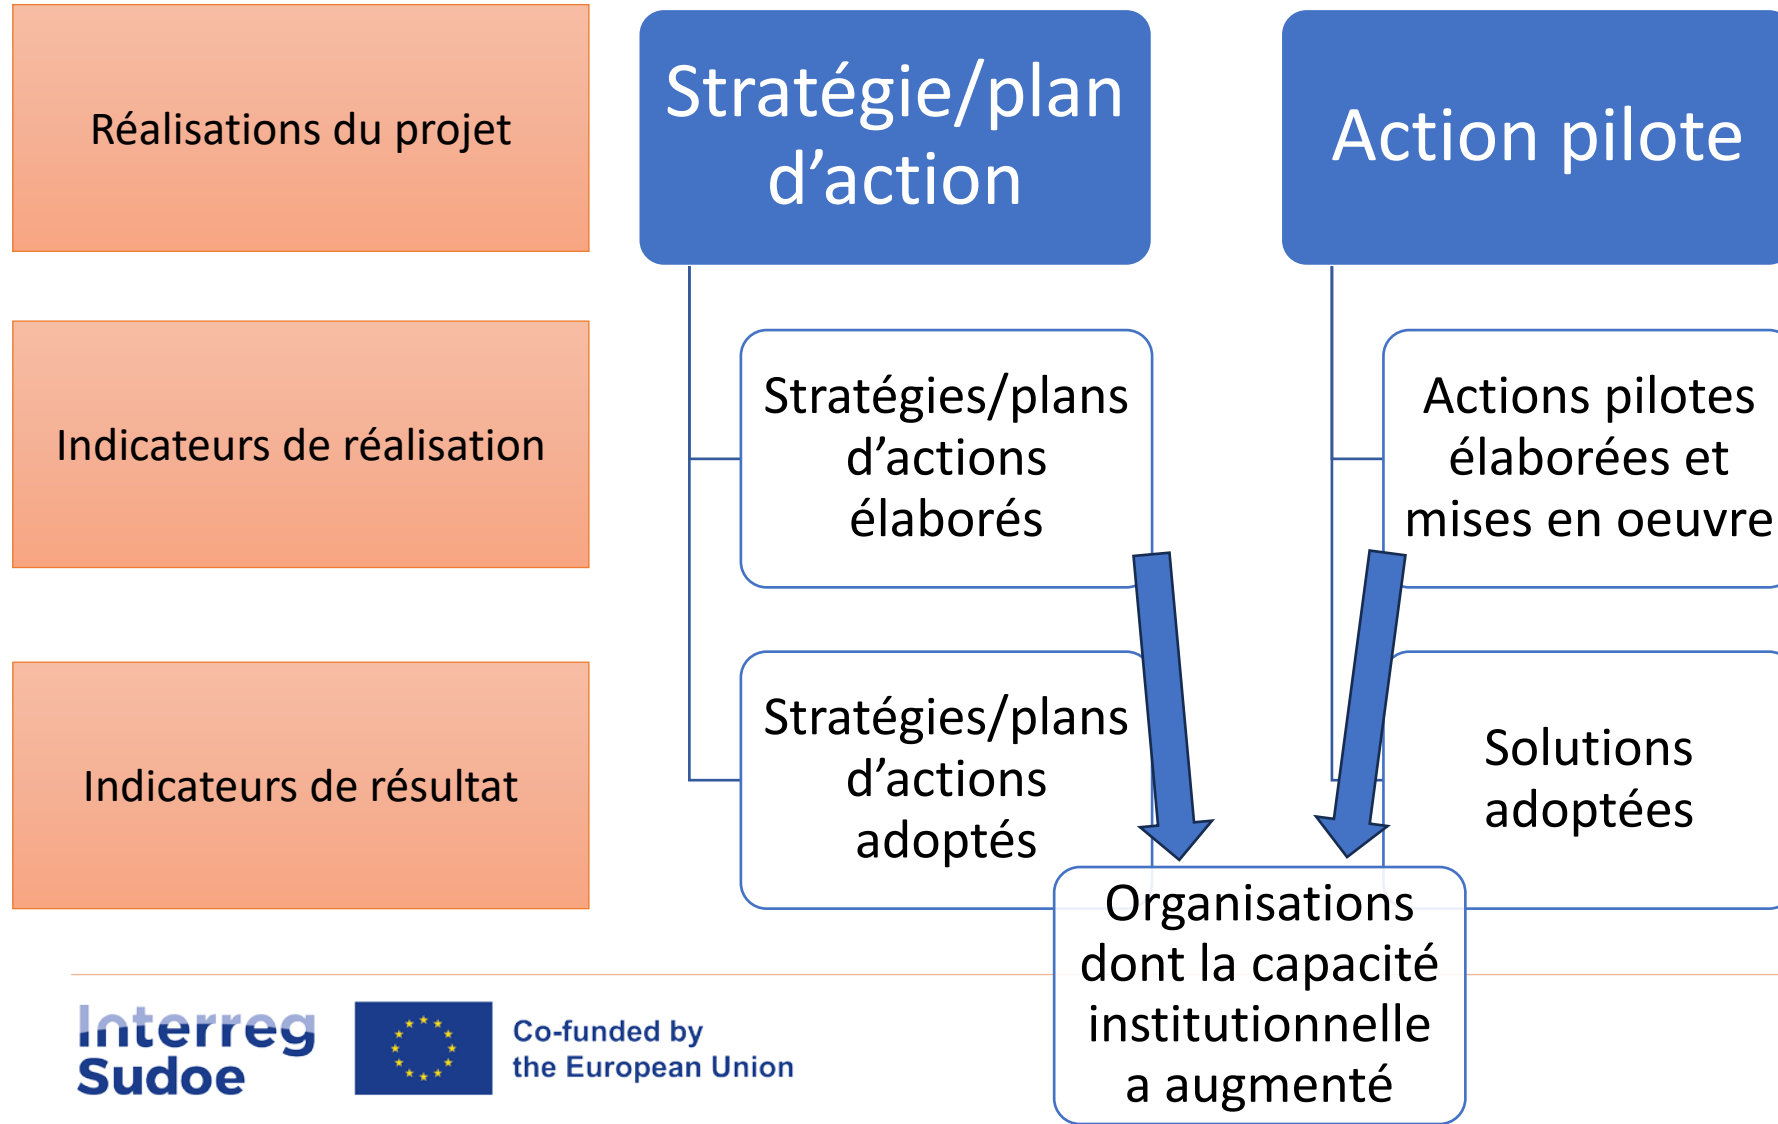 Réalisations du projet
Stratégie/plan
d’action
Action pilote
Indicateurs de réalisation
Stratégies/plans
d’actions
élaborés
Actions pilotes
élaborées et
mises en oeuvre
Indicateurs de résultat
Stratégies/plans
d’actions
adoptés
Solutions
adoptées
Organisations
dont la capacité
institutionnelle
a augmenté
Interreg
Sudoe
Co-funded by
the European Union